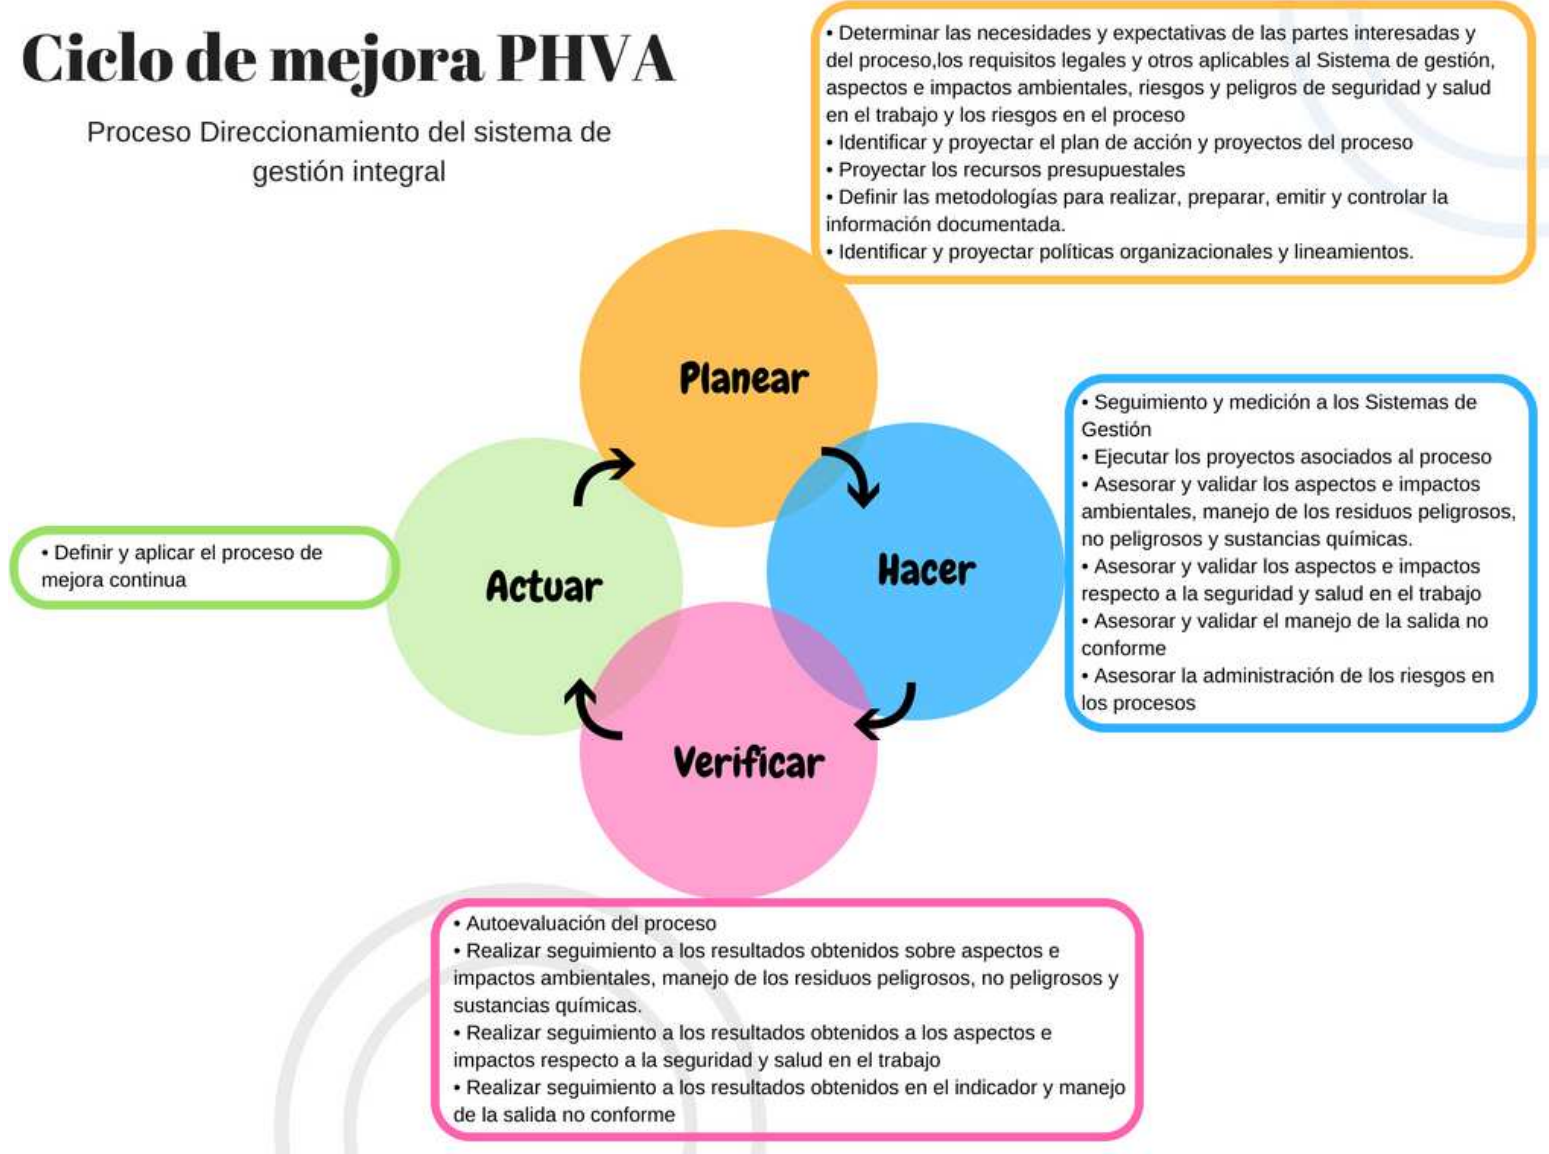 Ciclo de mejora PHVA
Proceso Direccionamiento del sistema de
gestión integral
• Determinar las necesidades y expectativas de las partes interesadas y
del proceso,los requisitos legales y otros aplicables al Sistema de gestión,
aspectos e impactos ambientales, riesgos y peligros de seguridad y salud
en el trabajo y los riesgos en el proceso
• Identificar y proyectar el plan de acción y proyectos del proceso
• Proyectar los recursos presupuestales
• Definir las metodologías para realizar, preparar, emitir y controlar la
información documentada.
• Identificar y proyectar políticas organizacionales y lineamientos.
Planear
Hacer
• Seguimiento y medición a los Sistemas de
Gestión
• Ejecutar los proyectos asociados al proceso
• Asesorar y validar los aspectos e impactos
ambientales, manejo de los residuos peligrosos,
no peligrosos y sustancias químicas.
• Asesorar y validar los aspectos e impactos
respecto a la seguridad y salud en el trabajo
• Asesorar y validar el manejo de la salida no
conforme
• Asesorar la administración de los riesgos en
los procesos
• Definir y aplicar el proceso de
mejora continua
Actuar
Verificar
• Autoevaluación del proceso
• Realizar seguimiento a los resultados obtenidos sobre aspectos e
impactos ambientales, manejo de los residuos peligrosos, no peligrosos y
sustancias químicas.
• Realizar seguimiento a los resultados obtenidos a los aspectos e
impactos respecto a la seguridad y salud en el trabajo
• Realizar seguimiento a los resultados obtenidos en el indicador y manejo
de la salida no conforme